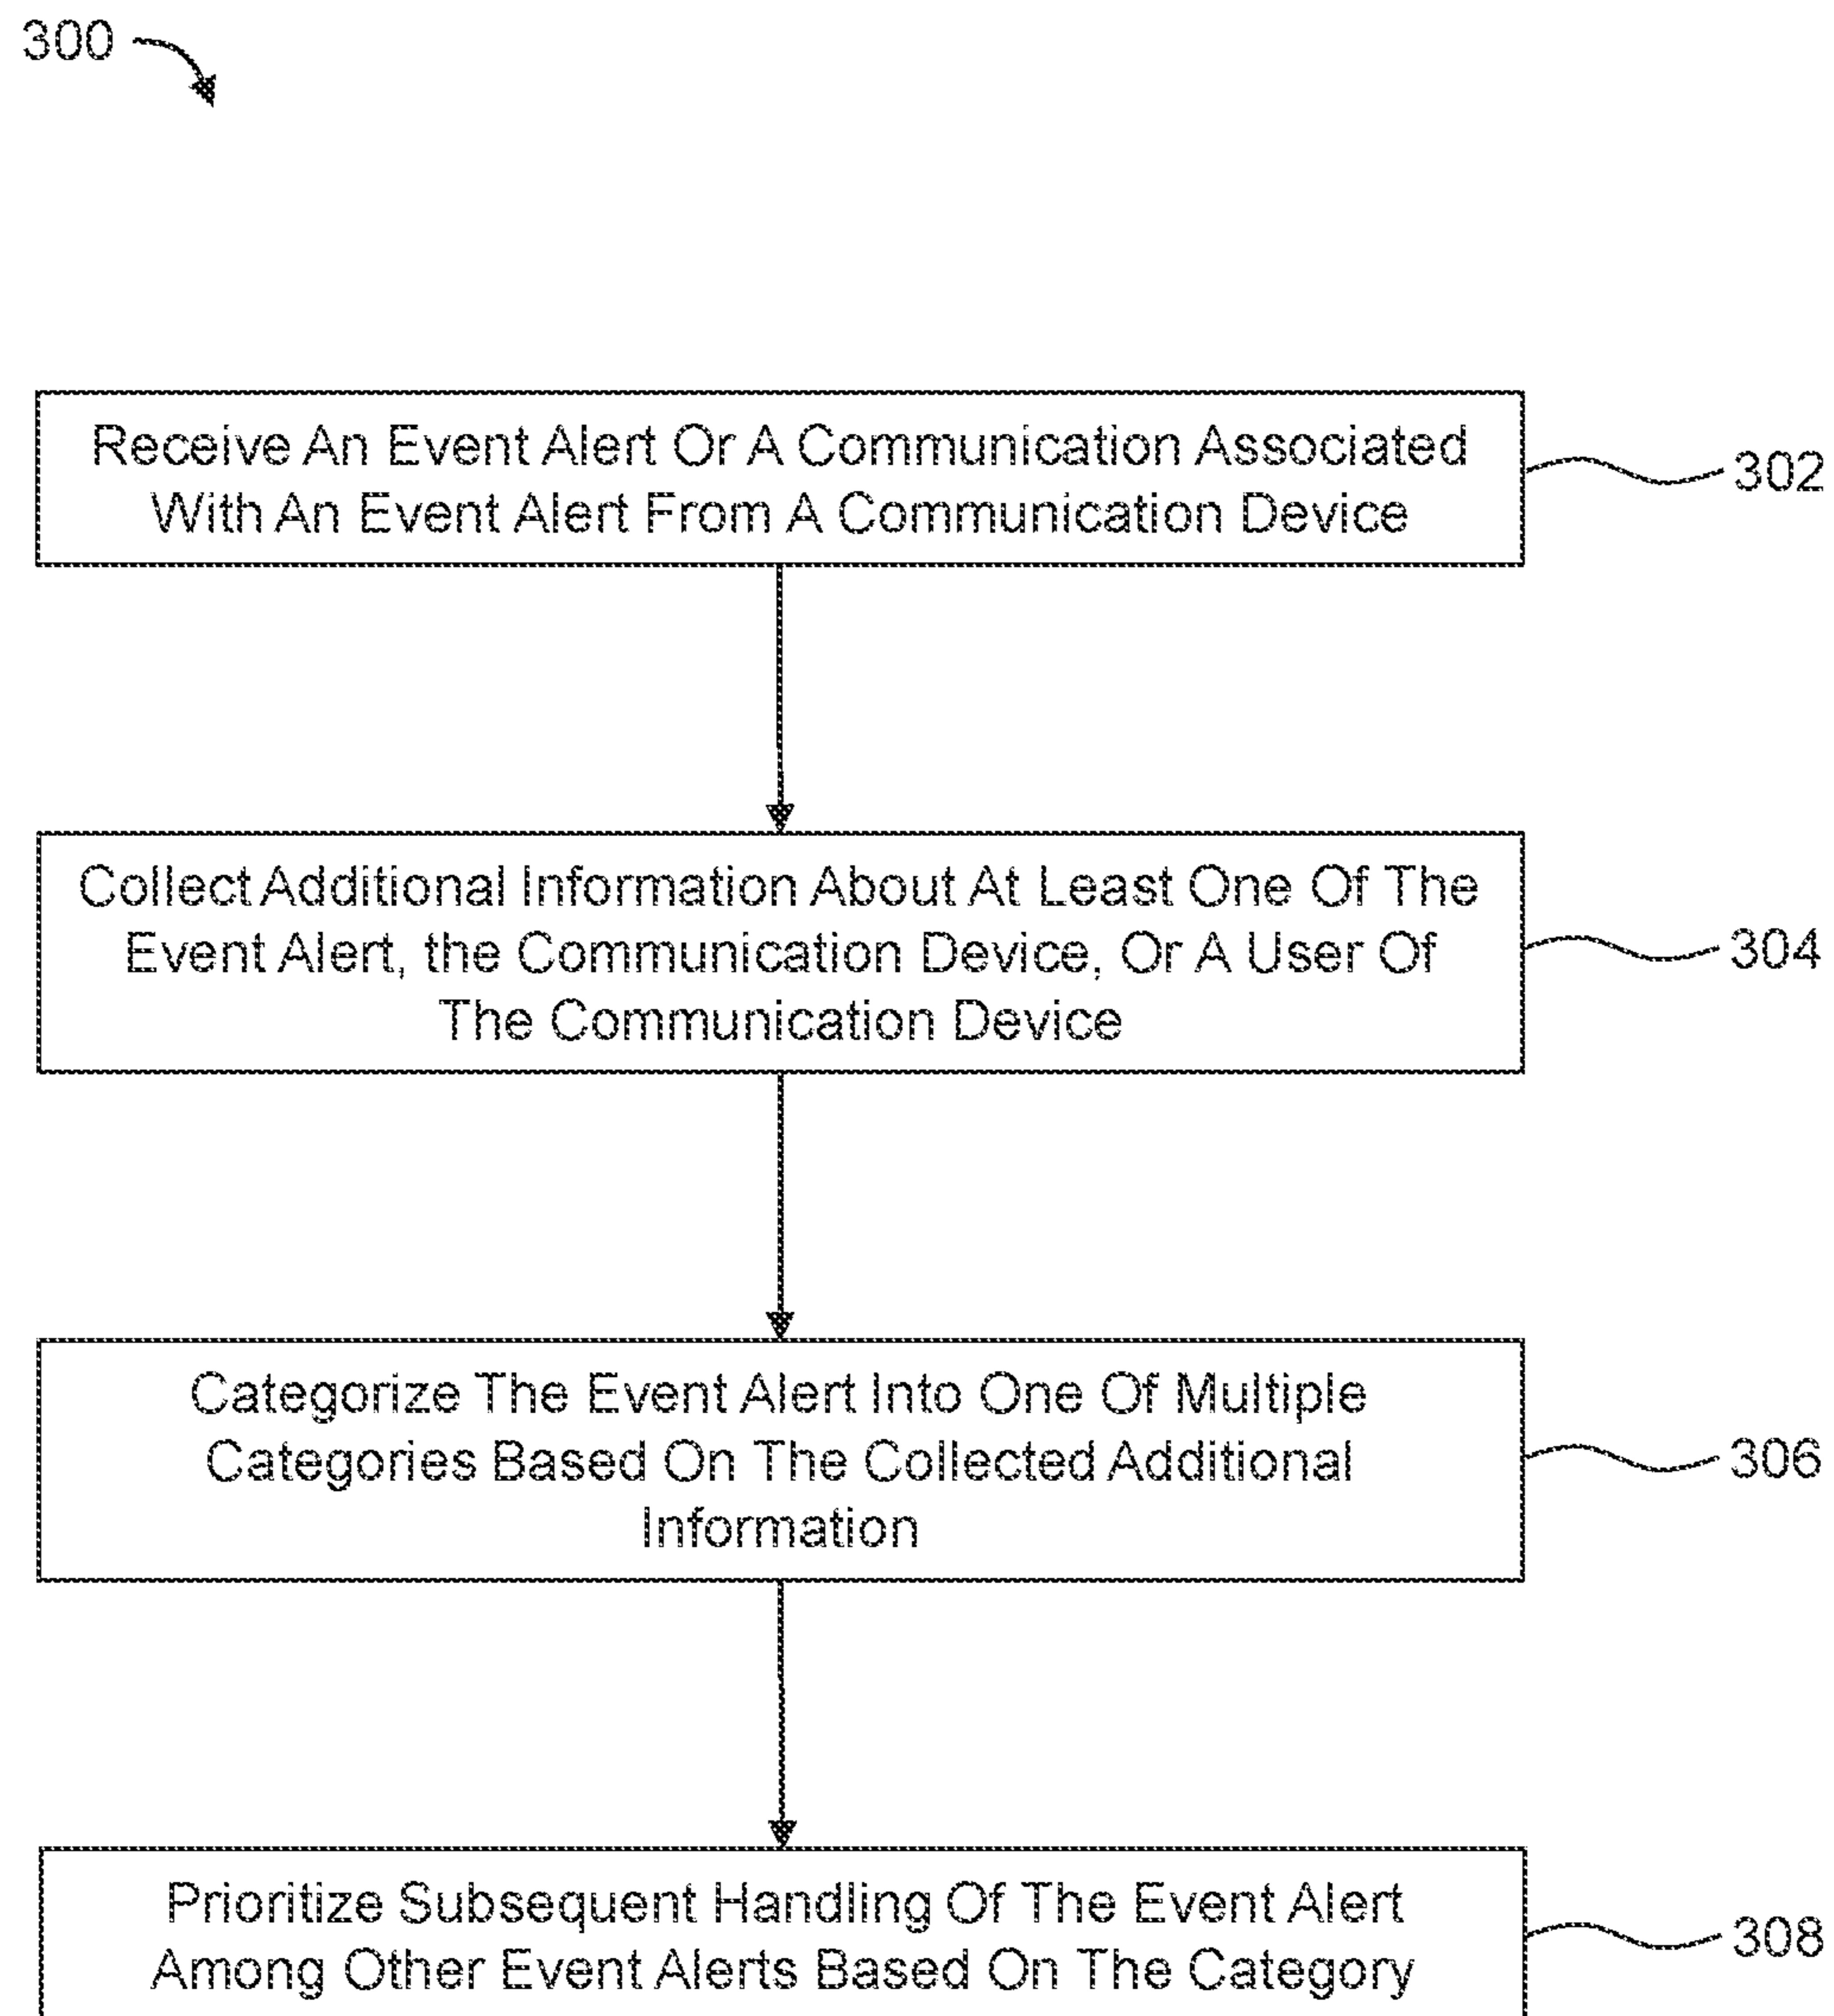 300
Receive An Event Alert Or A Communication Associated
With An Event Alert From A Communication Device
302
Collect Additional Information About At Least One Of The
Event Alert, the Communication Device, Or A User Of
The Communication Device
304
Categorize The Event Alert Into One Of Multiple
Categories Based On The Collected Additional
Information
306
Prioritize Subsequent Handling Of The Event Alert
Among Other Event Alerts Based On The Category
308